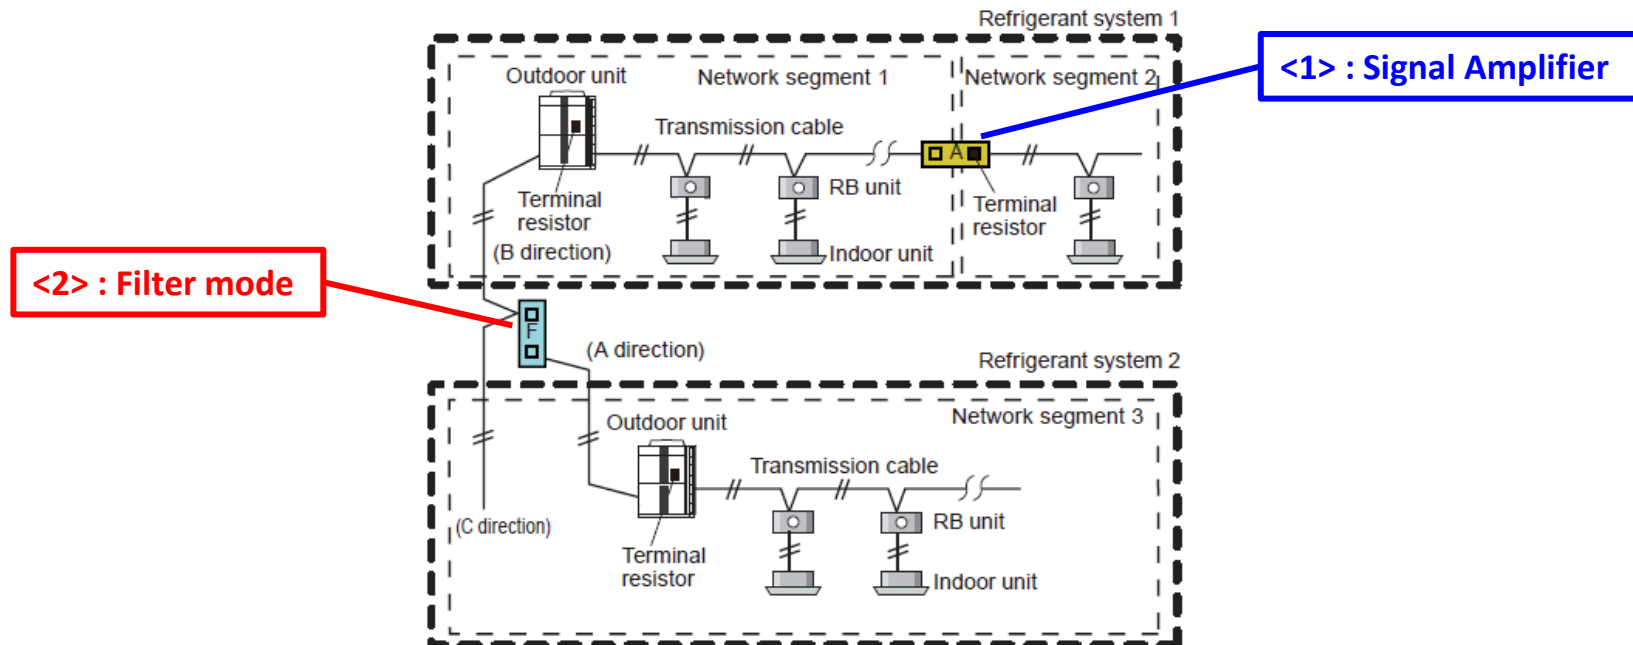 Refrigerant system 1
<1> : Signal Amplifier
Outdoor unit
Network segment 1
Network segment 2
Transmission cable
A
RB unit
Terminal
resistor
Terminal
resistor
(B direction)
Indoor unit
<2> : Filter mode
F
(A direction)
Refrigerant system 2
Network segment 3
Outdoor unit
Transmission cable
(C direction)
RB unit
Terminal
resistor
Indoor unit